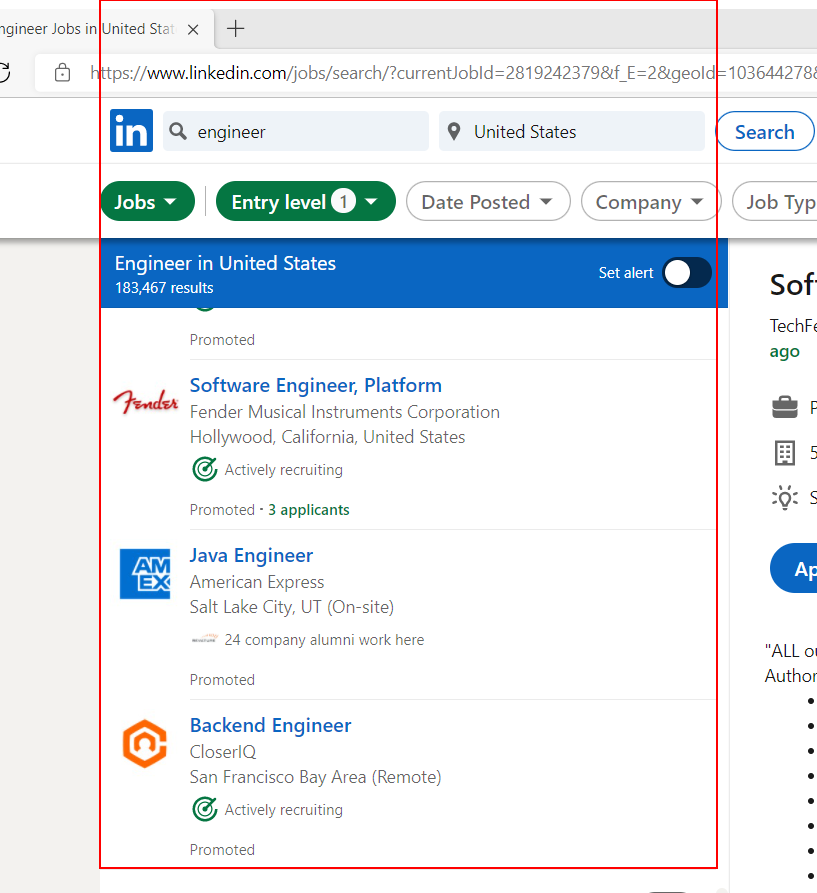 ngineer Jobs in United Stat
https://www.linkedin.com/jobs/search/?currentJobId=2819242379&f_E=2&geoId=103644278&
in engineer United States Search
Jobs Entry level 1 Date Posted Company Job Typ
Engineer in United States
183,467 results
Set alert
Promoted
Fender
Software Engineer, Platform
Fender Musical Instruments Corporation
Hollywood, California, United States
Actively recruiting
Promoted · 3 applicants
AM
EX
Java Engineer
American Express
Salt Lake City, UT (On-site)
24 company alumni work here
Promoted
Backend Engineer
CloserIQ
San Francisco Bay Area (Remote)
Actively recruiting
Promoted
Sof
TechFe
ago
P
5
S
Ap
"ALL ou
Author